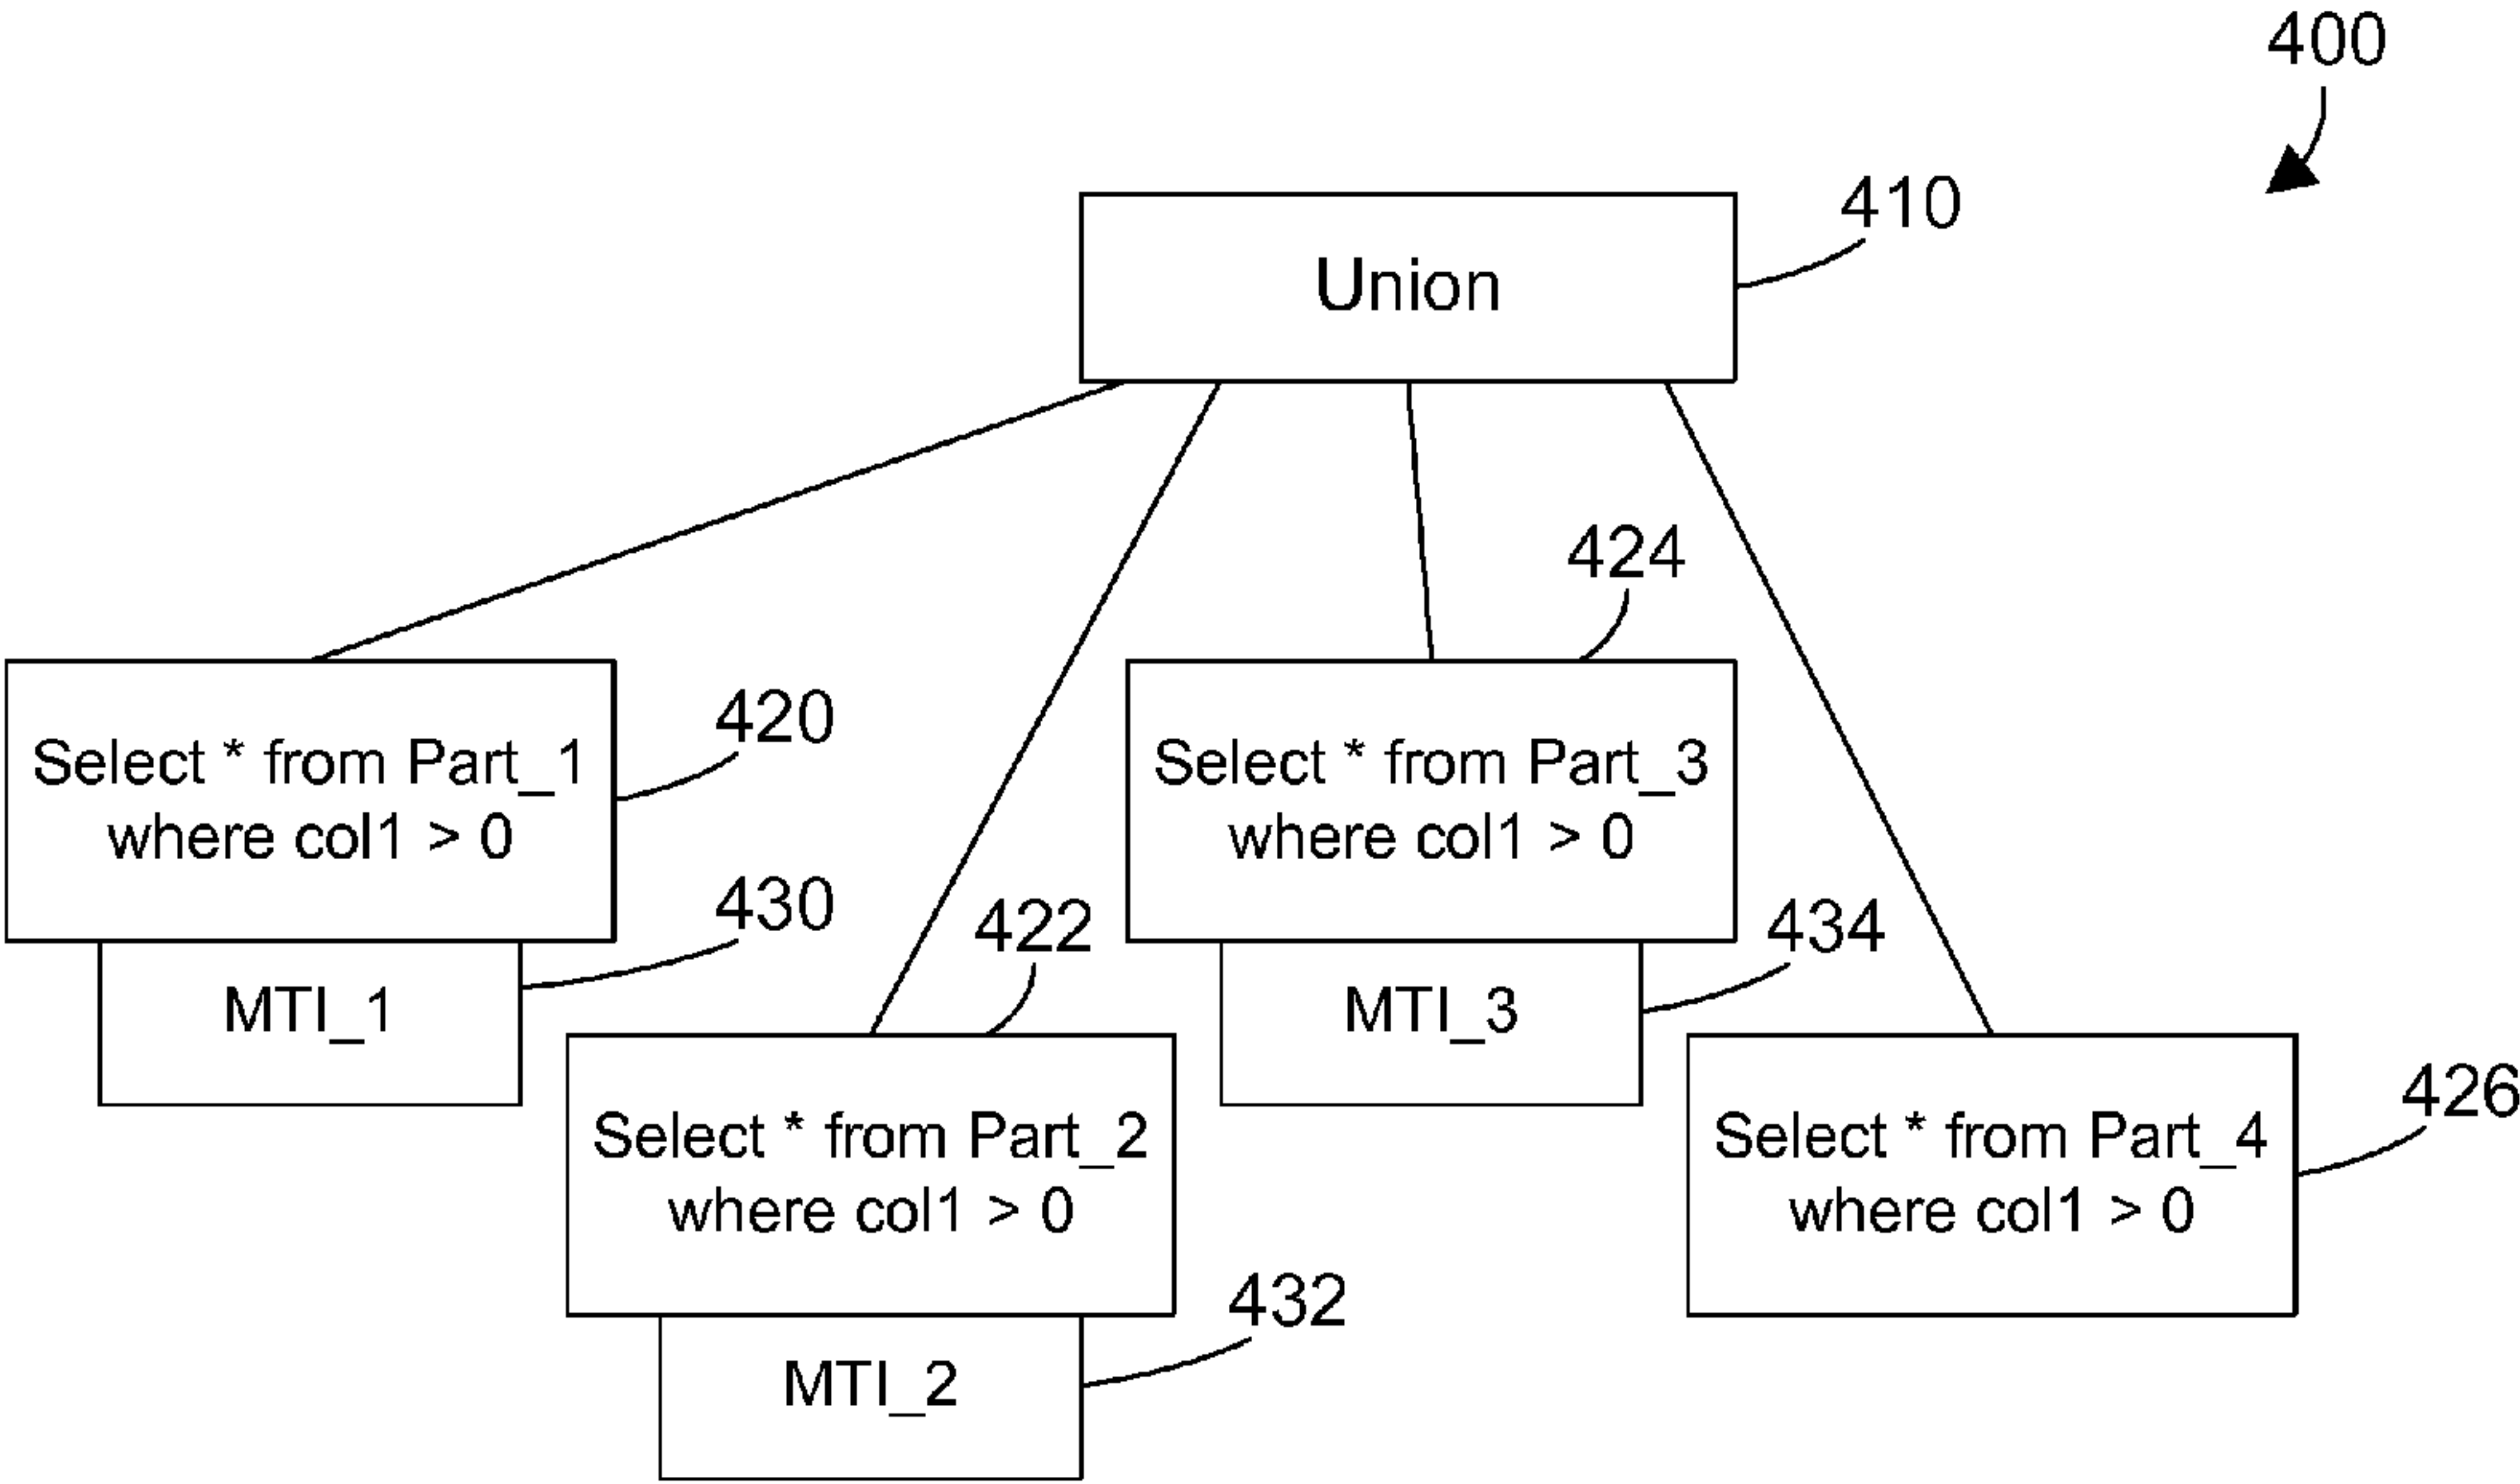 400
410
Union
424
420
Select * from Part_1
where col1 > 0
Select * from Part_3
where col1 > 0
430
422
434
MTI_1
MTI_3
426
Select * from Part_2
where col1 > 0
Select * from Part_4
where col1 > 0
432
MTI_2